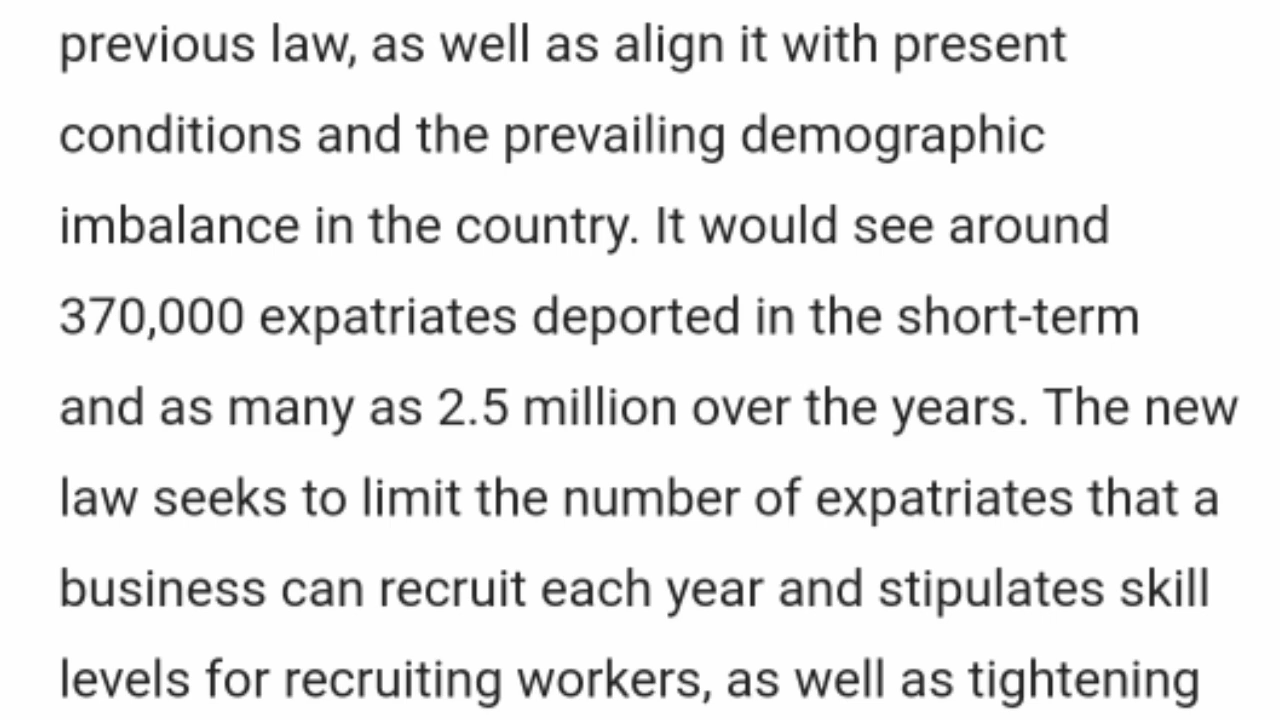 previous law, as well as align it with present
conditions and the prevailing demographic
imbalance in the country. It would see around
370,000 expatriates deported in the short-term
and as many as 2.5 million over the years. The new
law seeks to limit the number of expatriates that a
business can recruit each year and stipulates skill
levels for recruiting workers, as well as tightening